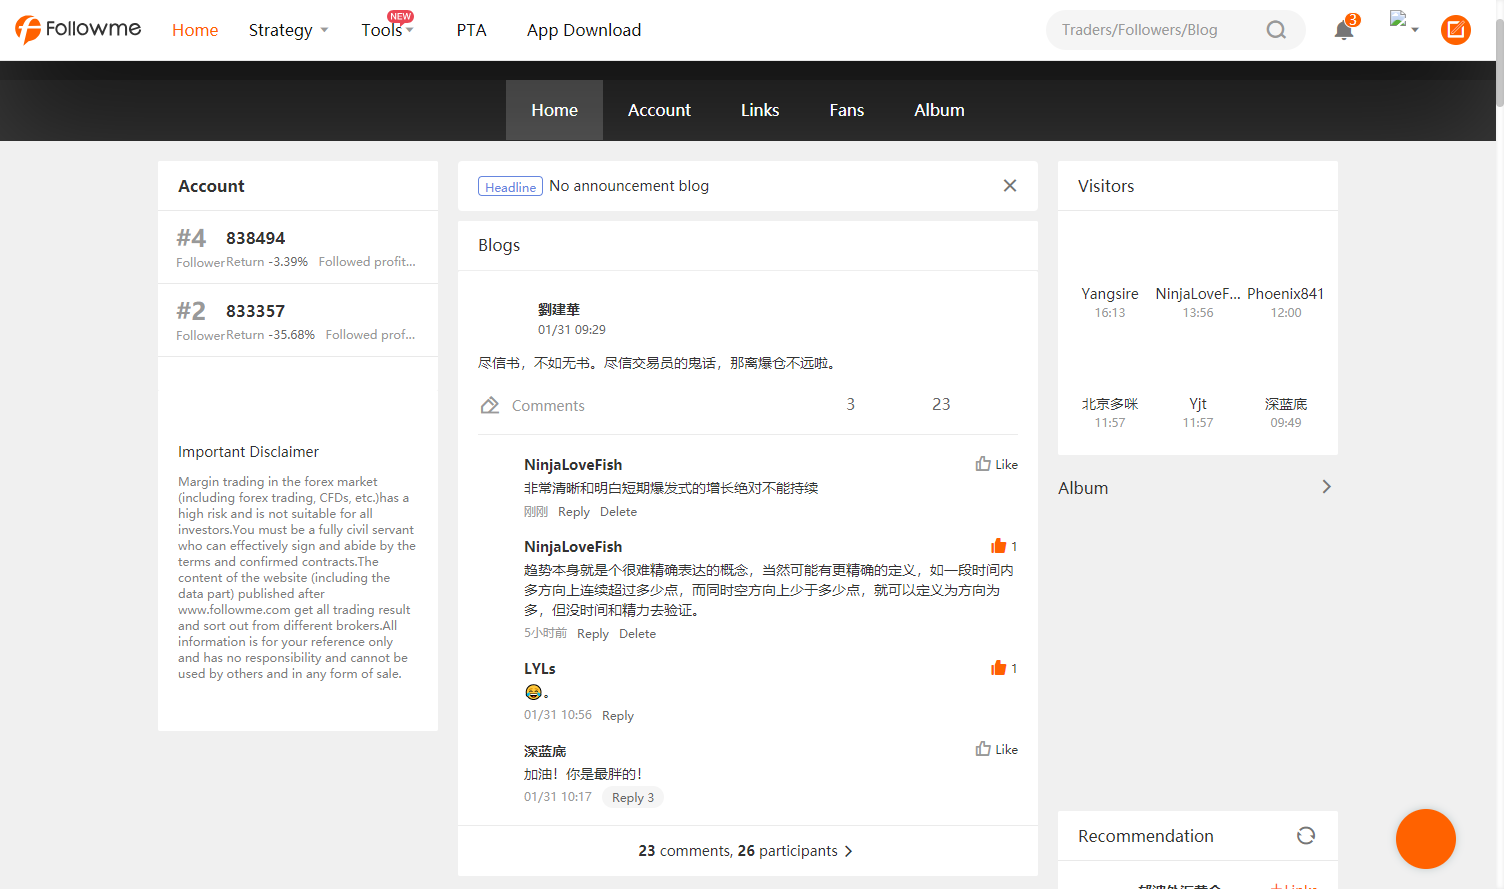 Followme
Home
Strategy
Tools
NEW
PTA
App Download
Traders/Followers/Blog
3
Home
Account
Links
Fans
Album
Account
#4 838494
Follower Return -3.39% Followed profit...
#2 833357
Follower Return -35.68% Followed prof...
Important Disclaimer
Margin trading in the forex market
(including forex trading, CFDs, etc.)has a
high risk and is not suitable for all
investors.You must be a fully civil servant
who can effectively sign and abide by the
terms and confirmed contracts.The
content of the website (including the
data part) published after
www.followme.com get all trading result
and sort out from different brokers.All
information is for your reference only
and has no responsibility and cannot be
used by others and in any form of sale.
Headline No announcement blog
Blogs
劉建華
01/31 09:29
尽信书，不如无书。尽信交易员的鬼话，那离爆仓不远啦。
Comments 3 23
NinjaLoveFish Like
非常清晰和明白短期爆发式的增长绝对不能持续
刚刚 Reply Delete
NinjaLoveFish 1
趋势本身就是个很难精确表达的概念，当然可能有更精确的定义，如一段时间内
多方向上连续超过多少点，而同时空方向上少于多少点，就可以定义为方向为
多，但没时间和精力去验证。
5小时前 Reply Delete
LYLs 1
😂。
01/31 10:56 Reply
深蓝底 Like
加油！你是最胖的！
01/31 10:17 Reply 3
23 comments, 26 participants
Visitors
Yangsire NinjaLoveF... Phoenix841
16:13 13:56 12:00
北京多咪 Yjt 深蓝底
11:57 11:57 09:49
Album
Recommendation